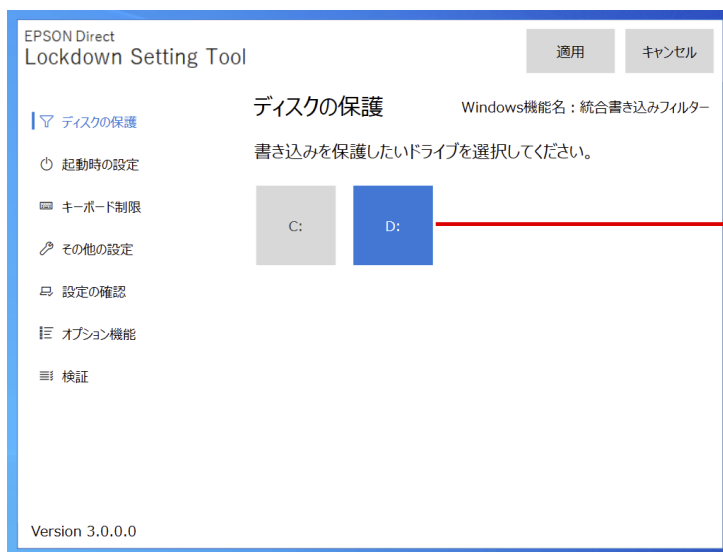 EPSON Direct
Lockdown Setting Tool
適用
キャンセル
ディスクの保護
起動時の設定
キーボード制限
その他の設定
設定の確認
オプション機能
検証
ディスクの保護
Windows機能名：統合書き込みフィルター
書き込みを保護したいドライブを選択してください。
C:
D:
Version 3.0.0.0